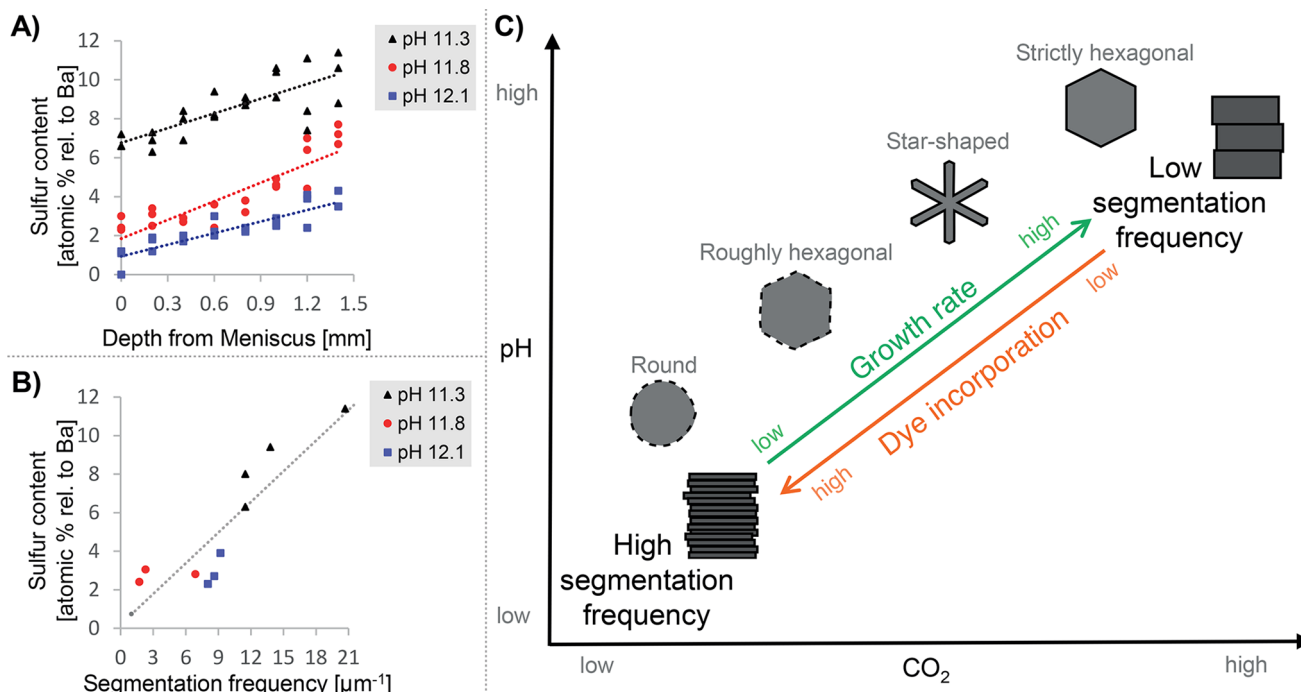 A)
Sulfur content
[atomic % rel. to Ba]
12
10
8
6
4
2
0
0
0.3
0.6
0.9
1.2
1.5
Depth from Meniscus [mm]
pH 11.3
pH 11.8
pH 12.1
B)
Sulfur content
[atomic % rel. to Ba]
12
10
8
6
4
2
0
0
3
6
9
12
15
18
21
Segmentation frequency [µm⁻¹]
pH 11.3
pH 11.8
pH 12.1
C)
high
pH
low
Strictly hexagonal
Star-shaped
Roughly hexagonal
Round
Low
segmentation
frequency
high
Growth rate
low
low
Dye incorporation
high
High
segmentation
frequency
low
CO₂
high